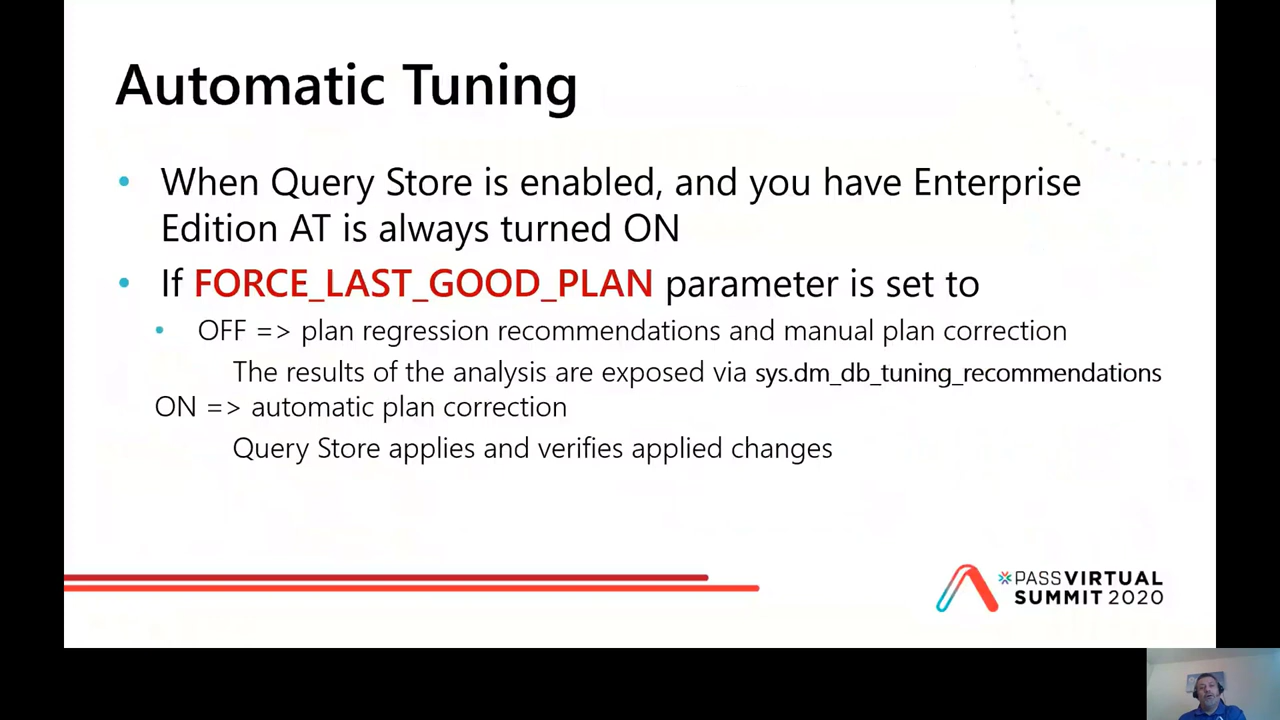 Automatic Tuning
• When Query Store is enabled, and you have Enterprise
Edition AT is always turned ON
• If FORCE_LAST_GOOD_PLAN parameter is set to
• OFF => plan regression recommendations and manual plan correction
The results of the analysis are exposed via sys.dm_db_tuning_recommendations
ON => automatic plan correction
Query Store applies and verifies applied changes
PASS VIRTUAL
SUMMIT 2020